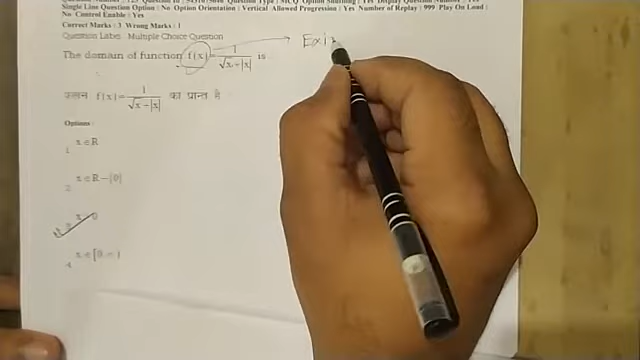 Single Line Question Option : No Option Orientation : Vertical Allowed Progression : Yes Number of Replay : 999 Play On Load :
No Control Enable : Yes
Correct Marks : 3 Wrong Marks : 1
Question Label : Multiple Choice Question
The domain of function f(x) = 1/√x-|x| is
Exi
फलन f(x) = 1/√x-|x| का प्रान्त है
Options :
1 x ∈ R
2 x ∈ R - {0}
x 0
4 x ∈ [0